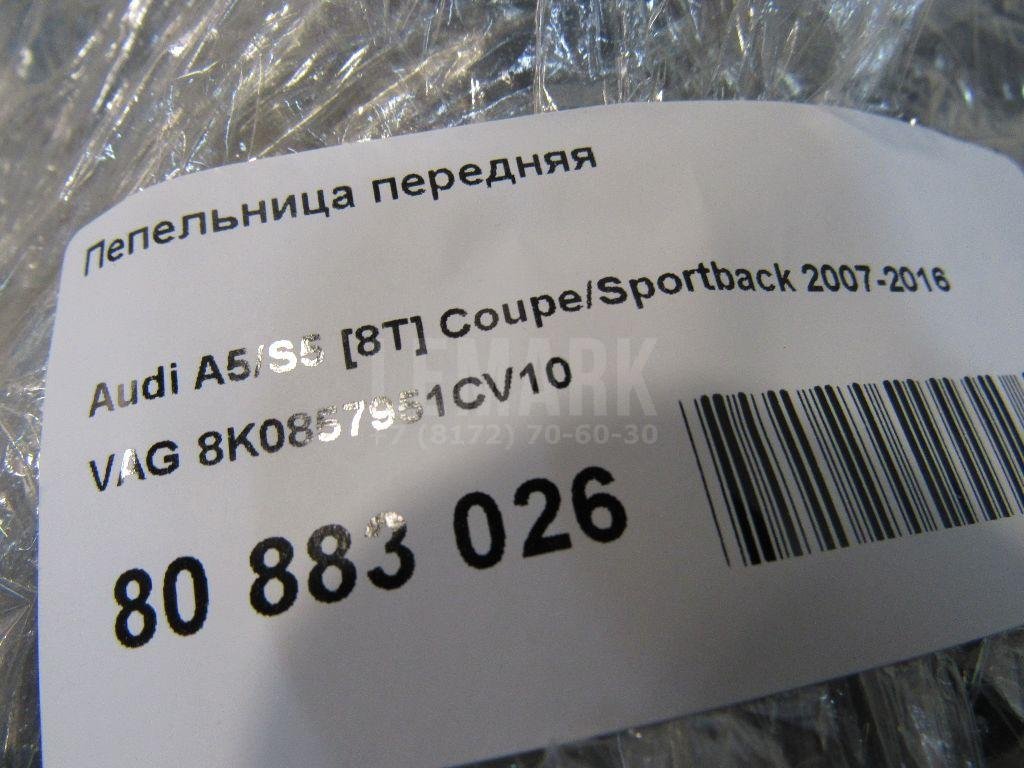 Пепельница передняя
Audi A5/S5 [8T] Coupe/Sportback 2007-2016
VAG 8K0857951CV10
80 883 026
LEMARK
+7 (8172) 70-60-30